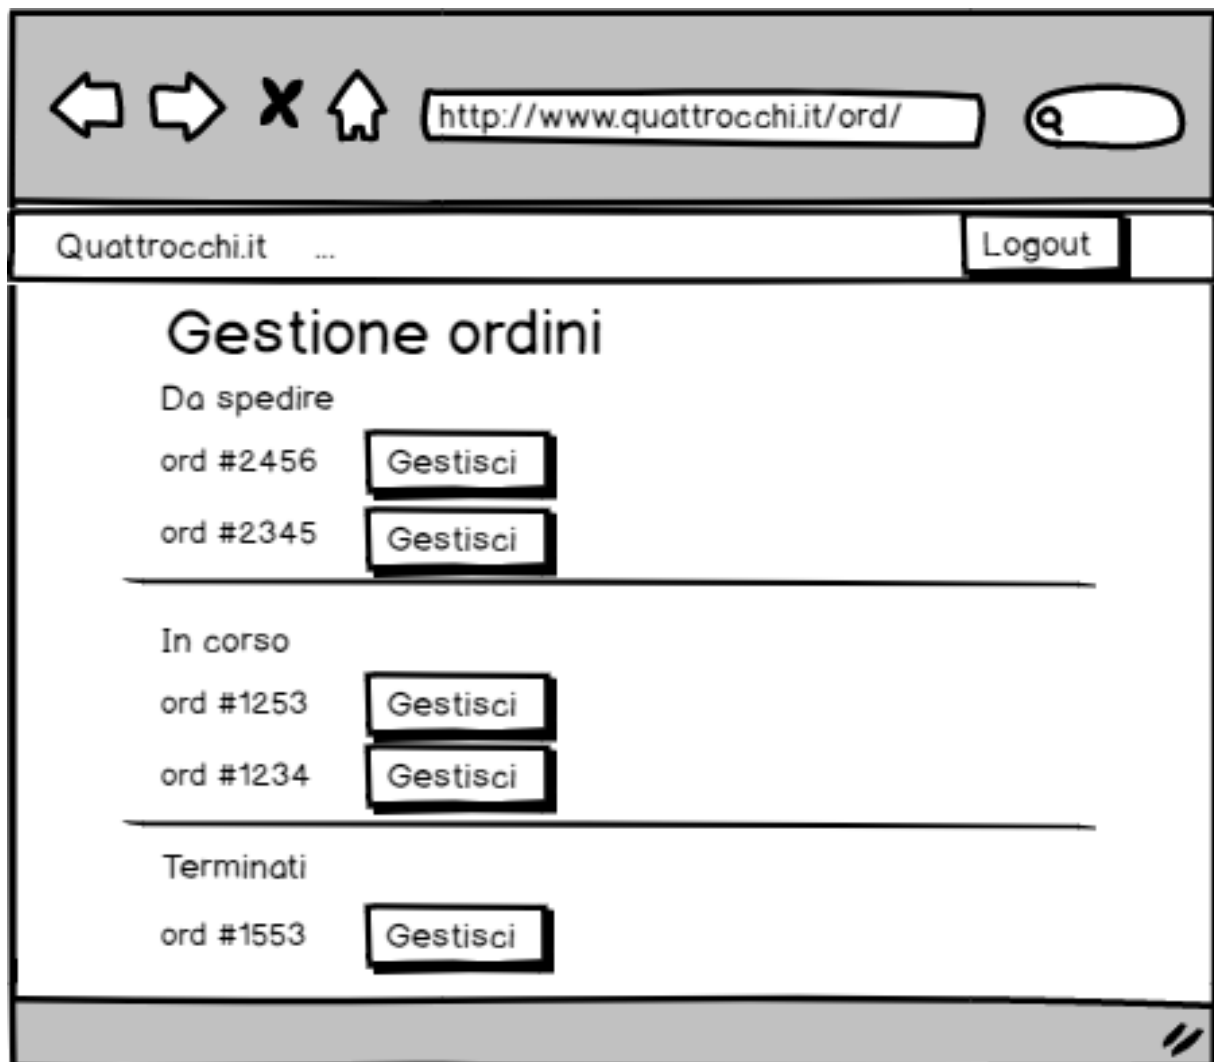 http://www.quattrocchi.it/ord/
Quattrocchi.it ... Logout
Gestione ordini
Da spedire
ord #2456 Gestisci
ord #2345 Gestisci
In corso
ord #1253 Gestisci
ord #1234 Gestisci
Terminati
ord #1553 Gestisci